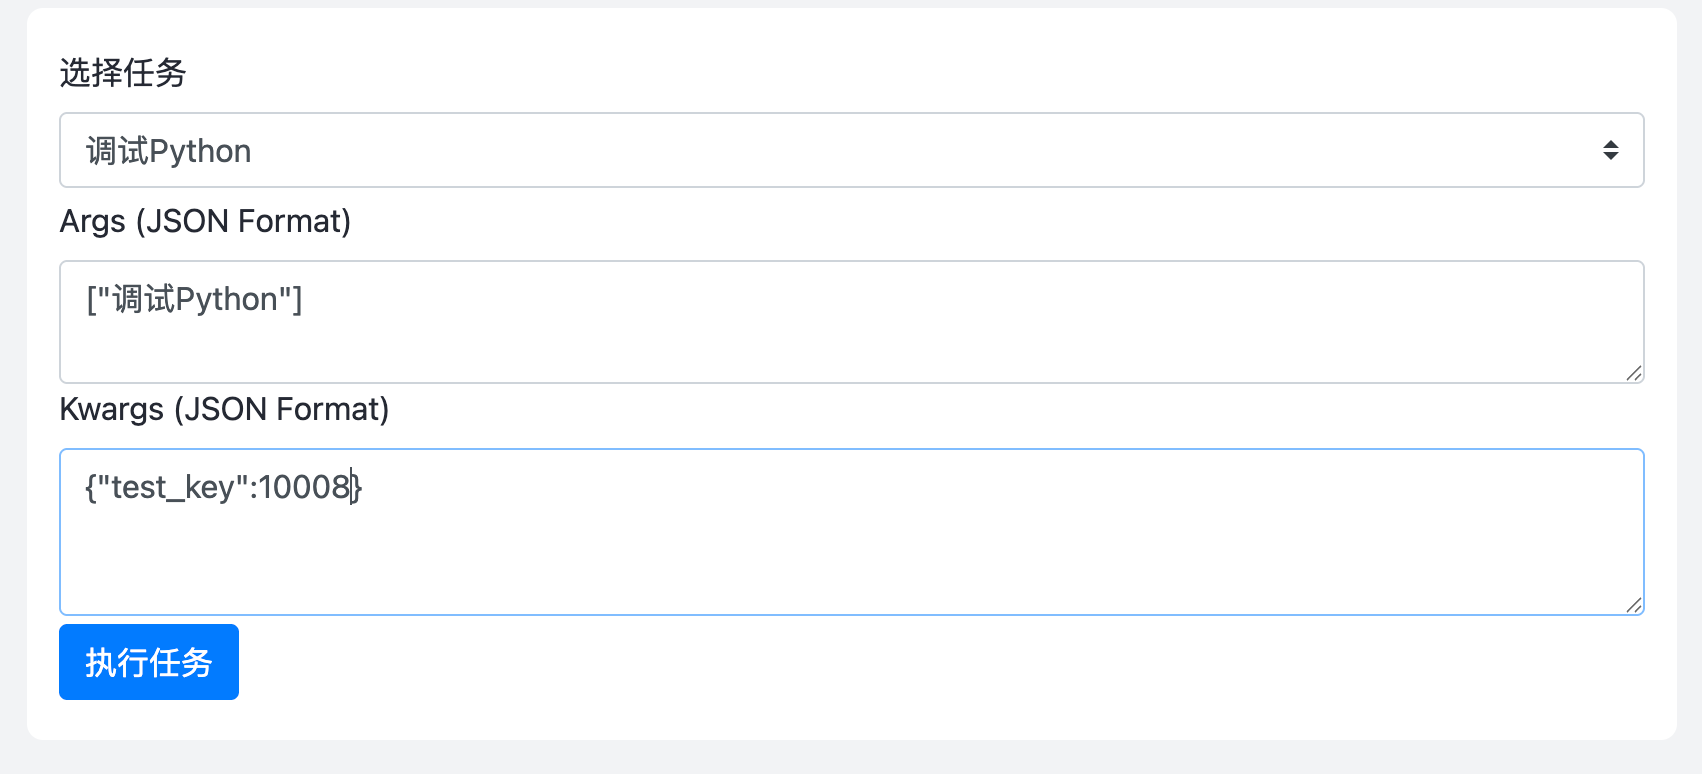 选择任务
调试Python
Args (JSON Format)
["调试Python"]
Kwargs (JSON Format)
{"test_key":10008}
执行任务